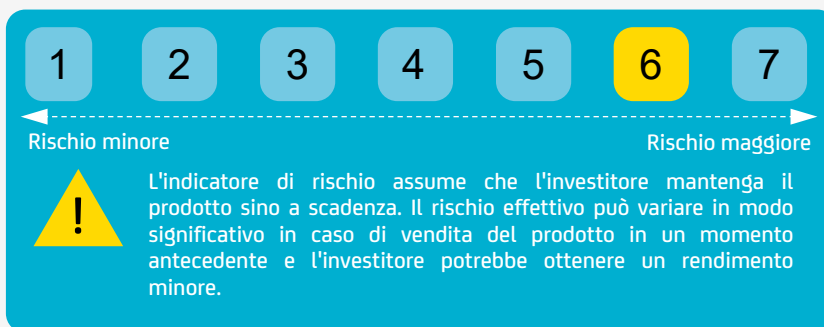 1 2 3 4 5 6 7
Rischio minore Rischio maggiore
!
L'indicatore di rischio assume che l'investitore mantenga il
prodotto sino a scadenza. Il rischio effettivo può variare in modo
significativo in caso di vendita del prodotto in un momento
antecedente e l'investitore potrebbe ottenere un rendimento
minore.